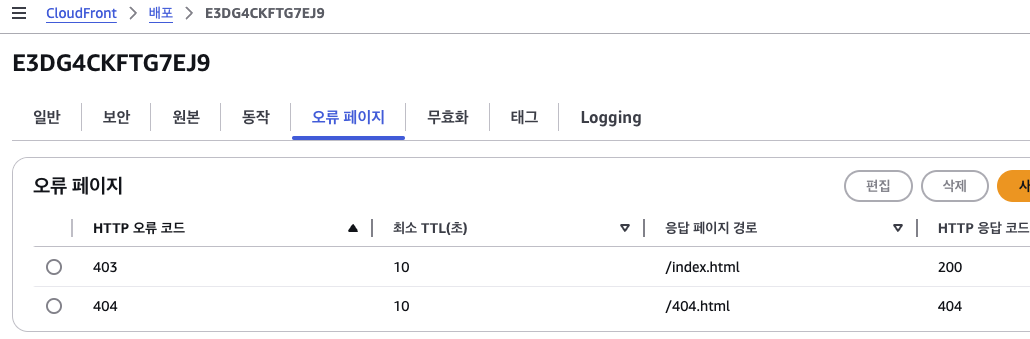 CloudFront > 배포 > E3DG4CKFTG7EJ9
E3DG4CKFTG7EJ9
일반 보안 원본 동작 오류 페이지 무효화 태그 Logging
오류 페이지 편집 삭제 사
HTTP 오류 코드 최소 TTL(초) 응답 페이지 경로 HTTP 응답 코드
403 10 /index.html 200
404 10 /404.html 404